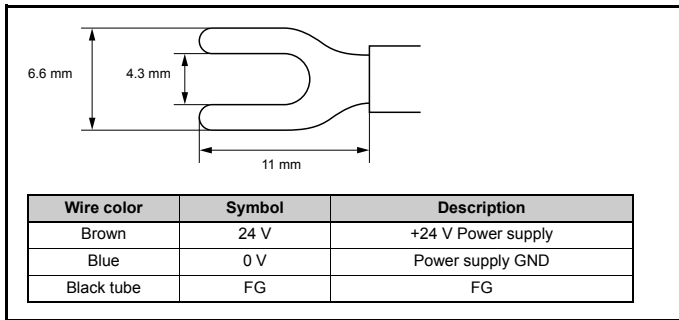 6.6 mm
4.3 mm
11 mm
Wire color Symbol Description
Brown 24 V +24 V Power supply
Blue 0 V Power supply GND
Black tube FG FG